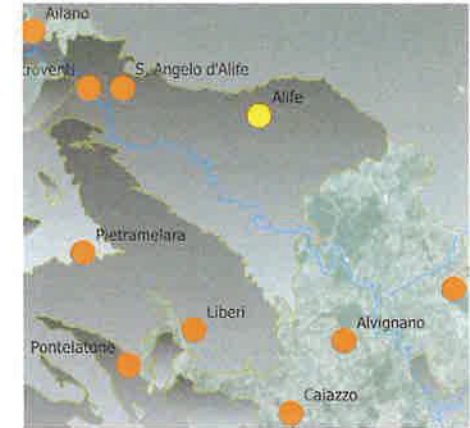 Ailano
S. Angelo d'Alife
Alife
Pietramelara
Liberi
Alvignano
Pontelatone
Caiazzo